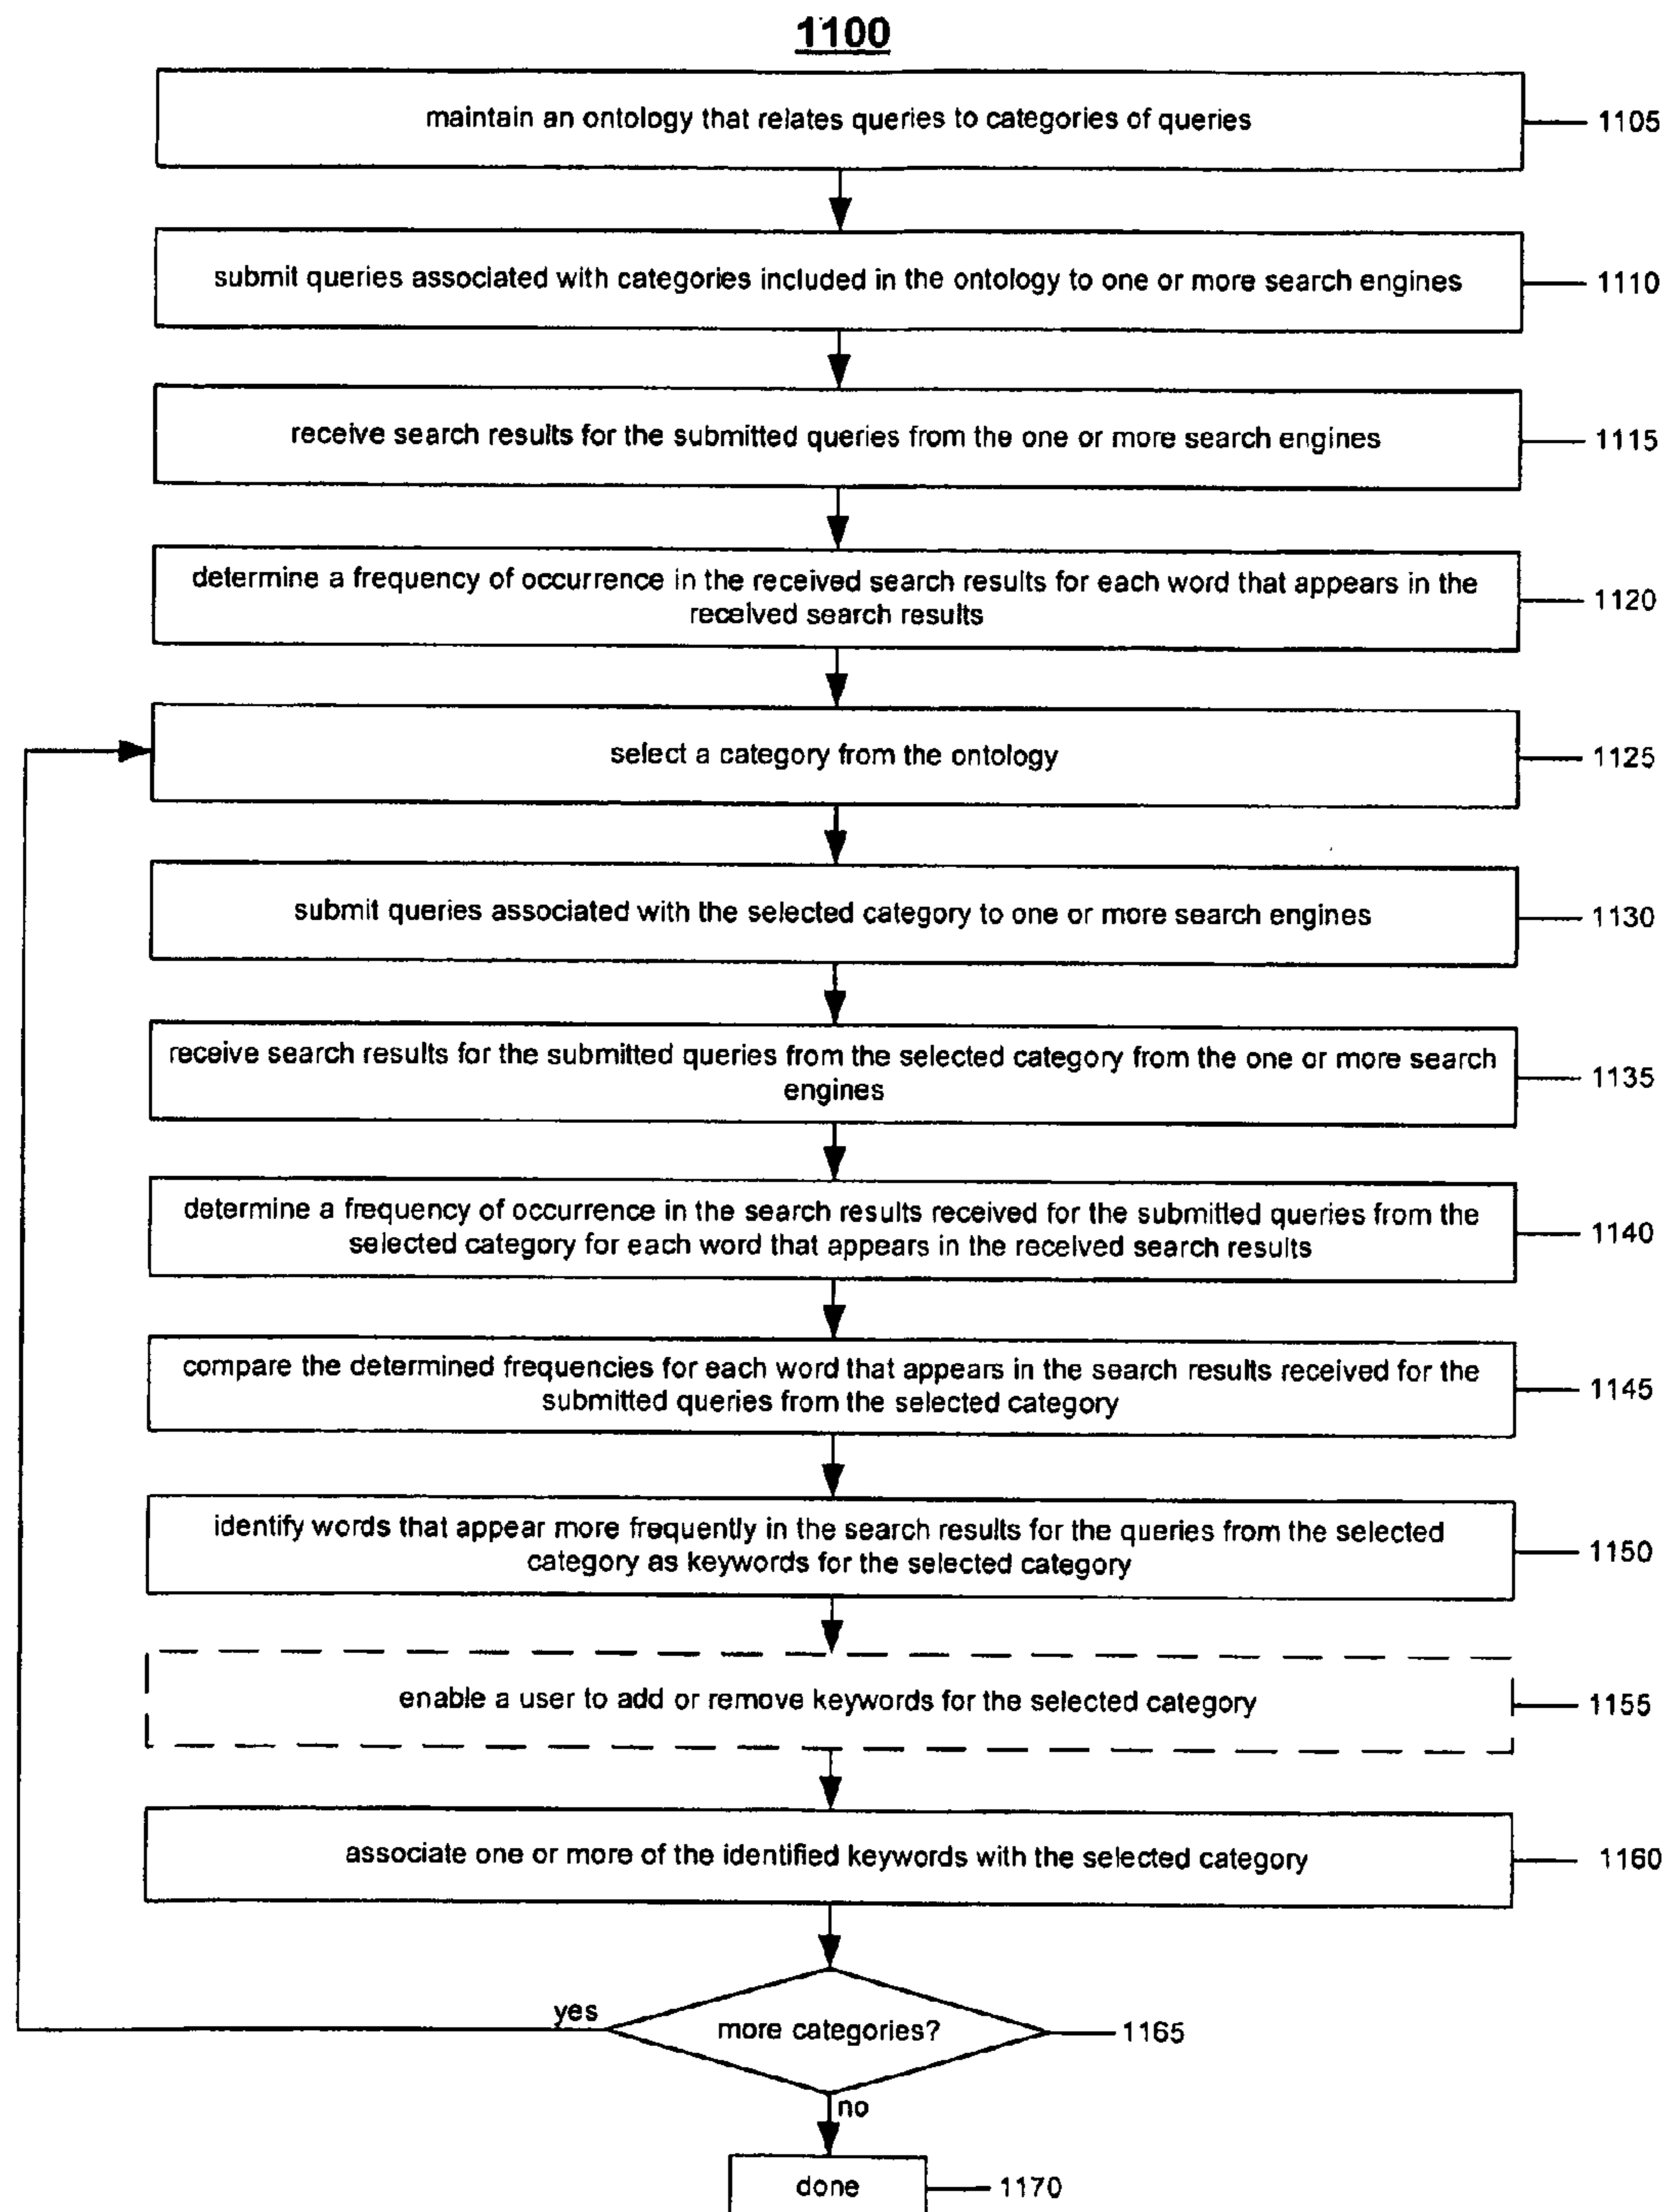 1100
maintain an ontology that relates queries to categories of queries
1105
submit queries associated with categories included in the ontology to one or more search engines
1110
receive search results for the submitted queries from the one or more search engines
1115
determine a frequency of occurrence in the received search results for each word that appears in the
received search results
1120
select a category from the ontology
1125
submit queries associated with the selected category to one or more search engines
1130
receive search results for the submitted queries from the selected category from the one or more search
engines
1135
determine a frequency of occurrence in the search results received for the submitted queries from the
selected category for each word that appears in the received search results
1140
compare the determined frequencies for each word that appears in the search results received for the
submitted queries from the selected category
1145
identify words that appear more frequently in the search results for the queries from the selected
category as keywords for the selected category
1150
enable a user to add or remove keywords for the selected category
1155
associate one or more of the identified keywords with the selected category
1160
yes
more categories?
1165
no
done
1170